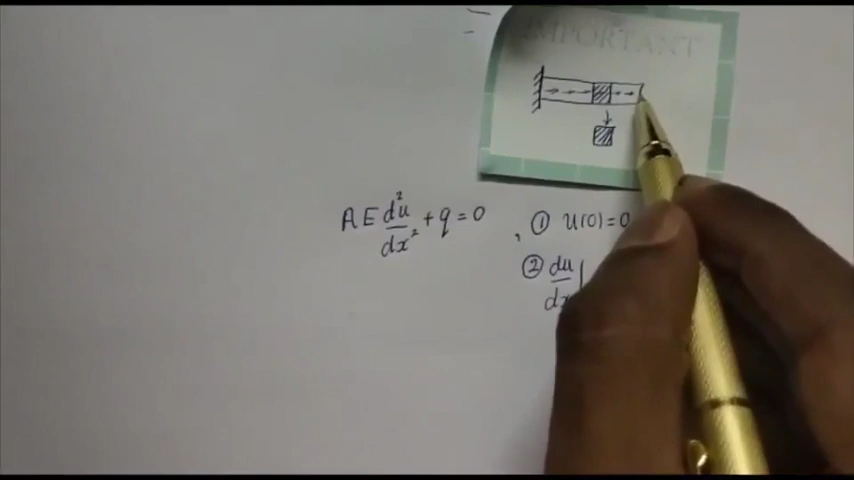 IMPORTANT
AE d²u/dx² + q = 0 , ① u(0) = 0
② du/dx |